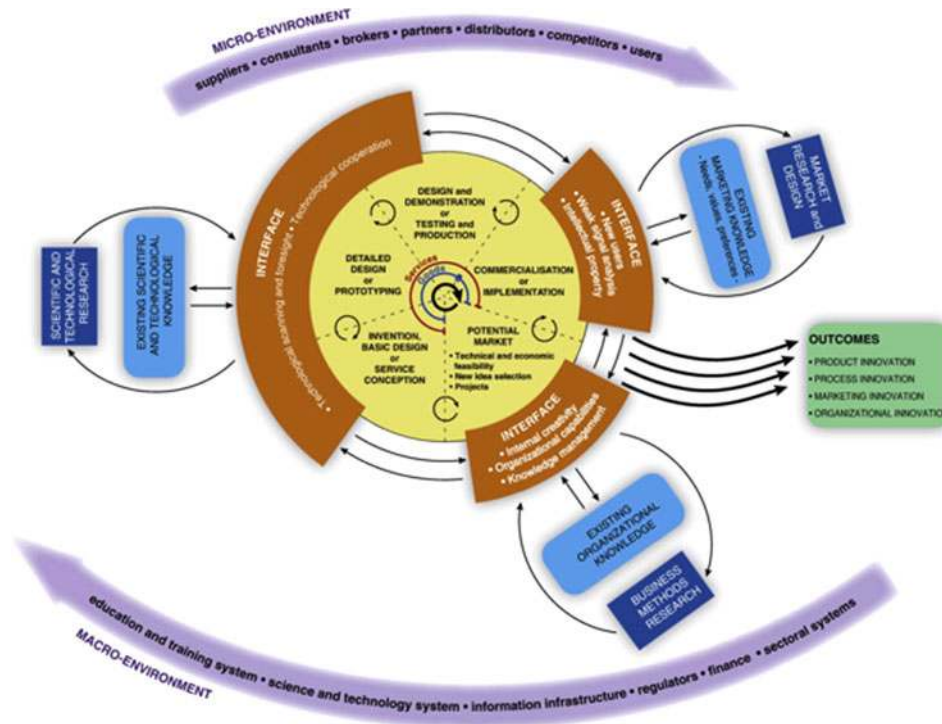 MICRO-ENVIRONMENT
suppliers • consultants • brokers • partners • distributors • competitors • users
INTERFACE
• Technological scanning and foresight • Technological cooperation
DESIGN and
DEMONSTRATION
or
TESTING and
PRODUCTION
DETAILED
DESIGN or
PROTOTYPING
Services
Goods
COMMERCIALISATION
or
IMPLEMENTATION
INVENTION,
BASIC DESIGN
or
SERVICE
CONCEPTION
POTENTIAL
MARKET
• Technical and economic
feasibility
• New idea selection
• Projects
INTERFACE
• New users
• Weak signal analysis
• Intellectual property
EXISTING
MARKETING KNOWLEDGE
- Needs, values, preferences -
MARKET
RESEARCH and
DESIGN
SCIENTIFIC AND
TECHNOLOGICAL
RESEARCH
EXISTING SCIENTIFIC
AND TECHNOLOGICAL
KNOWLEDGE
OUTCOMES
• PRODUCT INNOVATION
• PROCESS INNOVATION
• MARKETING INNOVATION
• ORGANIZATIONAL INNOVATI
INTERFACE
• Internal creativity
• Organizational capabilities
• Knowledge management
EXISTING
ORGANIZATIONAL
KNOWLEDGE
BUSINESS
METHODS
RESEARCH
education and training system • science and technology system • information infrastructure • regulators • finance • sectoral systems
MACRO-ENVIRONMENT